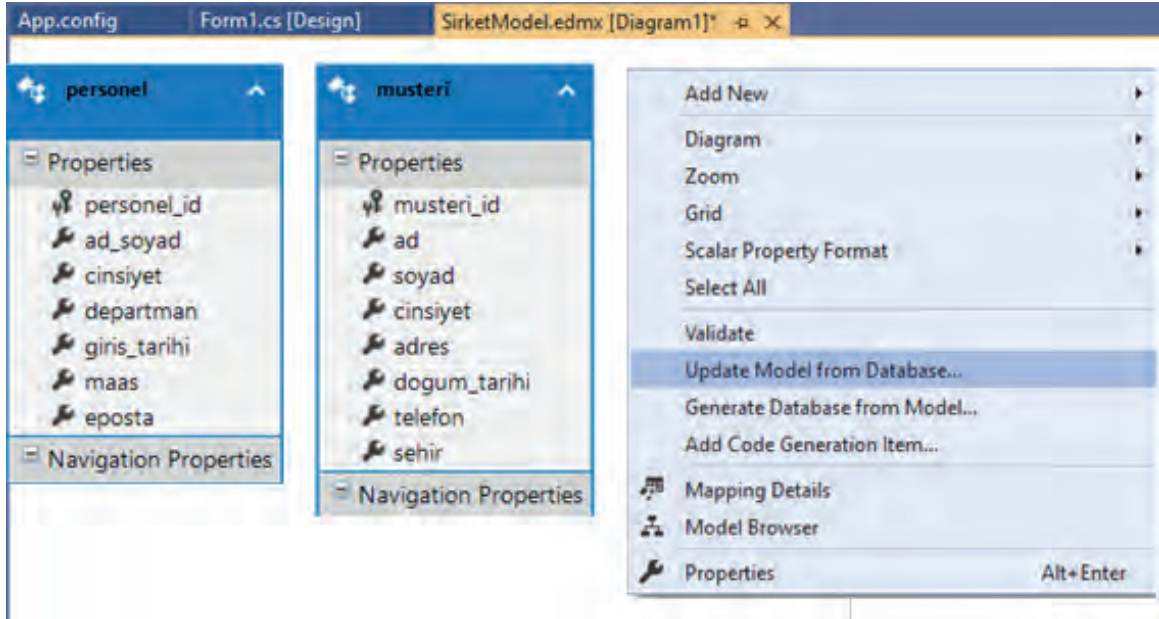 App.config Form1.cs [Design] SirketModel.edmx [Diagram1]*
personel
Properties
personel_id
ad_soyad
cinsiyet
departman
giris_tarihi
maas
eposta
Navigation Properties
musteri
Properties
musteri_id
ad
soyad
cinsiyet
adres
dogum_tarihi
telefon
sehir
Navigation Properties
Add New
Diagram
Zoom
Grid
Scalar Property Format
Select All
Validate
Update Model from Database...
Generate Database from Model...
Add Code Generation Item...
Mapping Details
Model Browser
Properties Alt+Enter